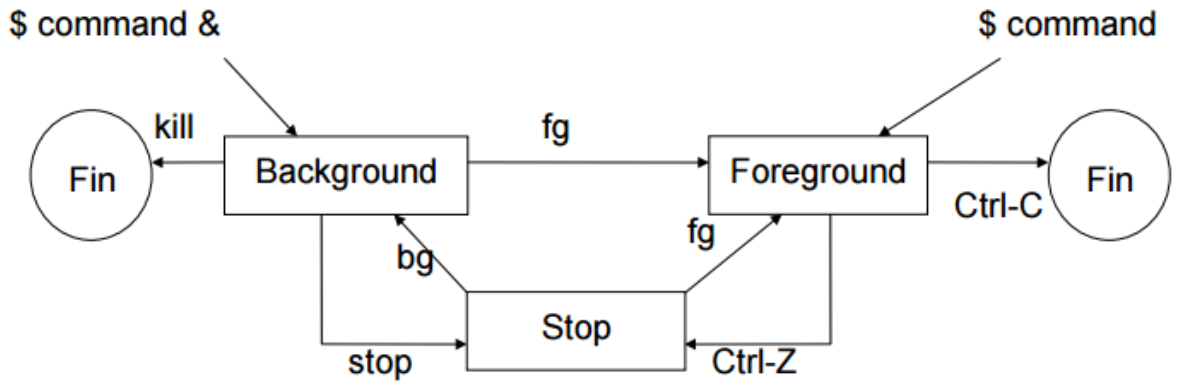 $ command &
$ command
kill
fg
Fin
Background
Foreground
Fin
Ctrl-C
bg
fg
Stop
stop
Ctrl-Z